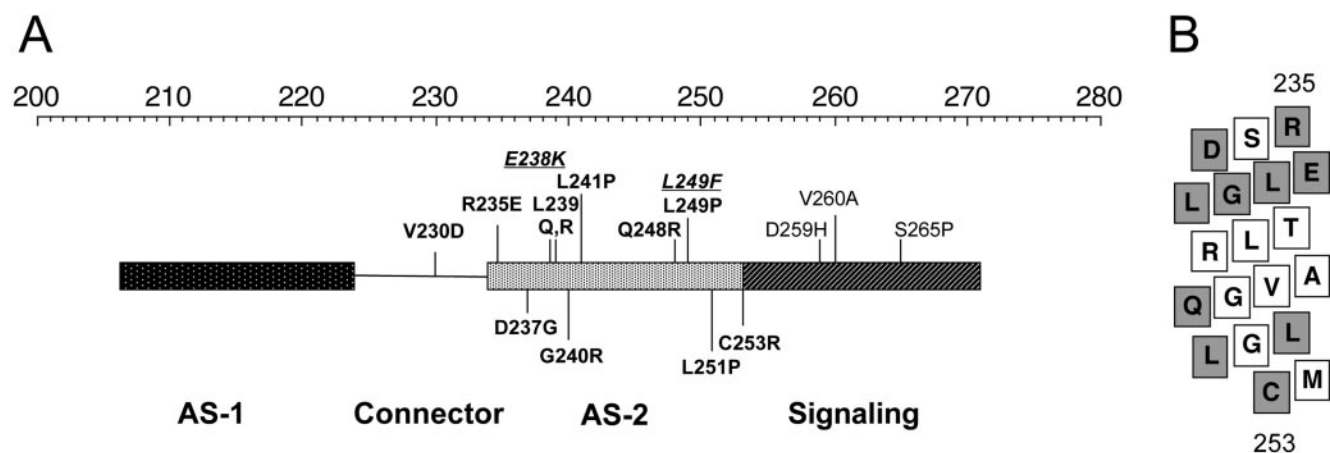 A
B
200 210 220 230 240 250 260 270 280
235
E238K
L241P
L249F
R235E
L239
L249P
V260A
V230D
Q,R
Q248R
D259H
S265P
D237G
C253R
G240R
L251P
AS-1
Connector
AS-2
Signaling
D S R
L G L E
R L T
Q G V A
L G L
C M
253